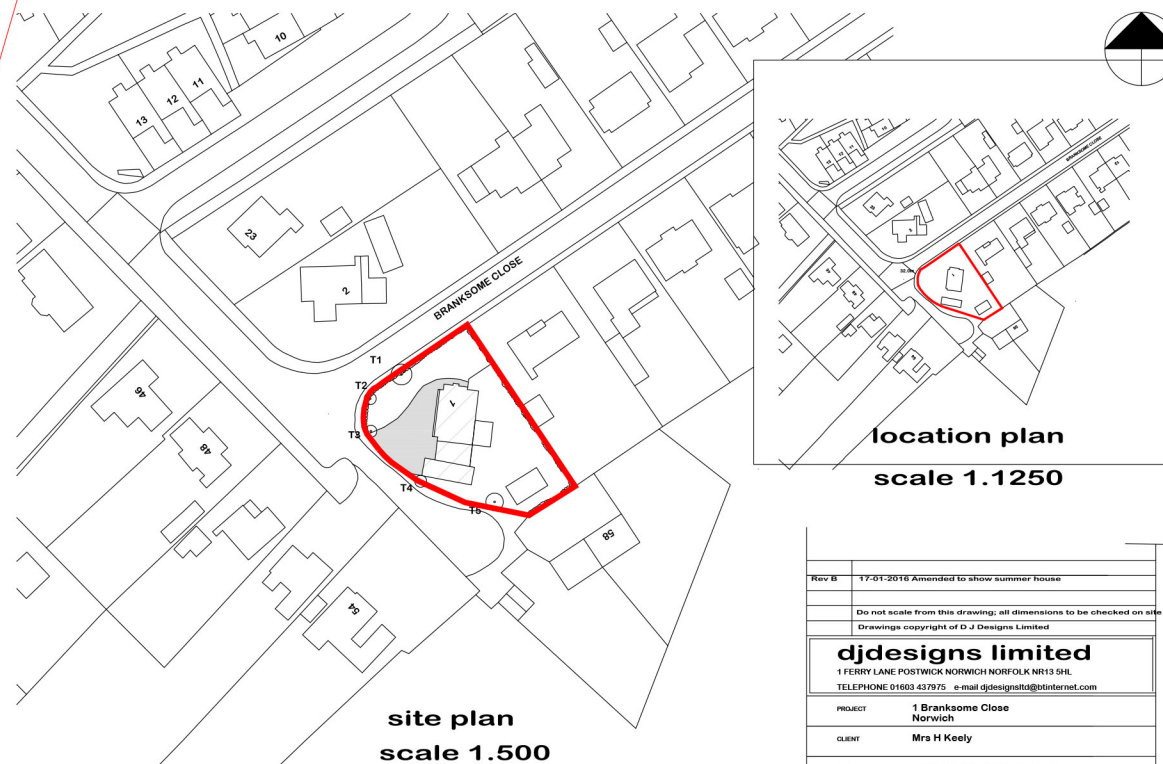 10
11
12
13
23
2
BRANKSOME CLOSE
T1
T2
T3
T4
T5
1
46
48
54
58
site plan
scale 1.500
BRANKSOME CLOSE
location plan
scale 1.1250
Rev B 17-01-2016 Amended to show summer house
Do not scale from this drawing; all dimensions to be checked on site
Drawings copyright of D J Designs Limited
djdesigns limited
1 FERRY LANE POSTWICK NORWICH NORFOLK NR13 5HL
TELEPHONE 01603 437975 e-mail djdesignsltd@btinternet.com
PROJECT 1 Branksome Close
Norwich
CLIENT Mrs H Keely